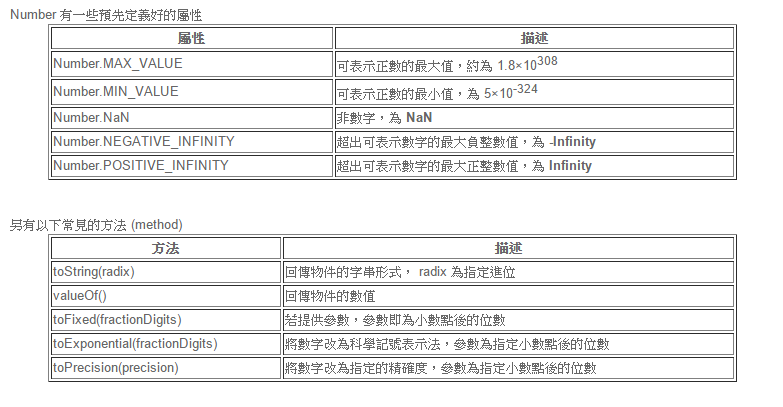 Number 有一些預先定義好的屬性
屬性 描述
Number.MAX_VALUE 可表示正數的最大值，約為 1.8×10^308
Number.MIN_VALUE 可表示正數的最小值，為 5×10^-324
Number.NaN 非數字，為 NaN
Number.NEGATIVE_INFINITY 超出可表示數字的最大負整數值，為 -Infinity
Number.POSITIVE_INFINITY 超出可表示數字的最大正整數值，為 Infinity
另有以下常見的方法 (method)
方法 描述
toString(radix) 回傳物件的字串形式， radix 為指定進位
valueOf() 回傳物件的數值
toFixed(fractionDigits) 若提供參數，參數即為小數點後的位數
toExponential(fractionDigits) 將數字改為科學記號表示法，參數為指定小數點後的位數
toPrecision(precision) 將數字改為指定的精確度，參數為指定小數點後的位數